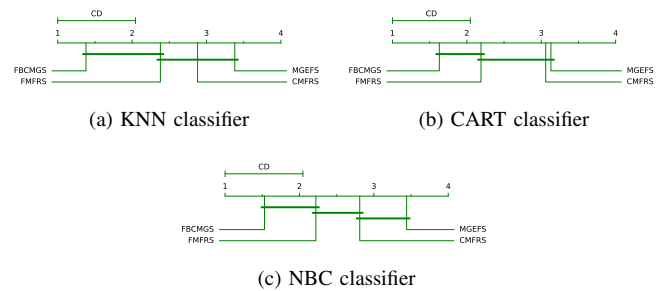 CD
1 2 3 4
FBCMGS MGEFS
FMFRS CMFRS
(a) KNN classifier
CD
1 2 3 4
FBCMGS MGEFS
FMFRS CMFRS
(b) CART classifier
CD
1 2 3 4
FBCMGS MGEFS
FMFRS CMFRS
(c) NBC classifier